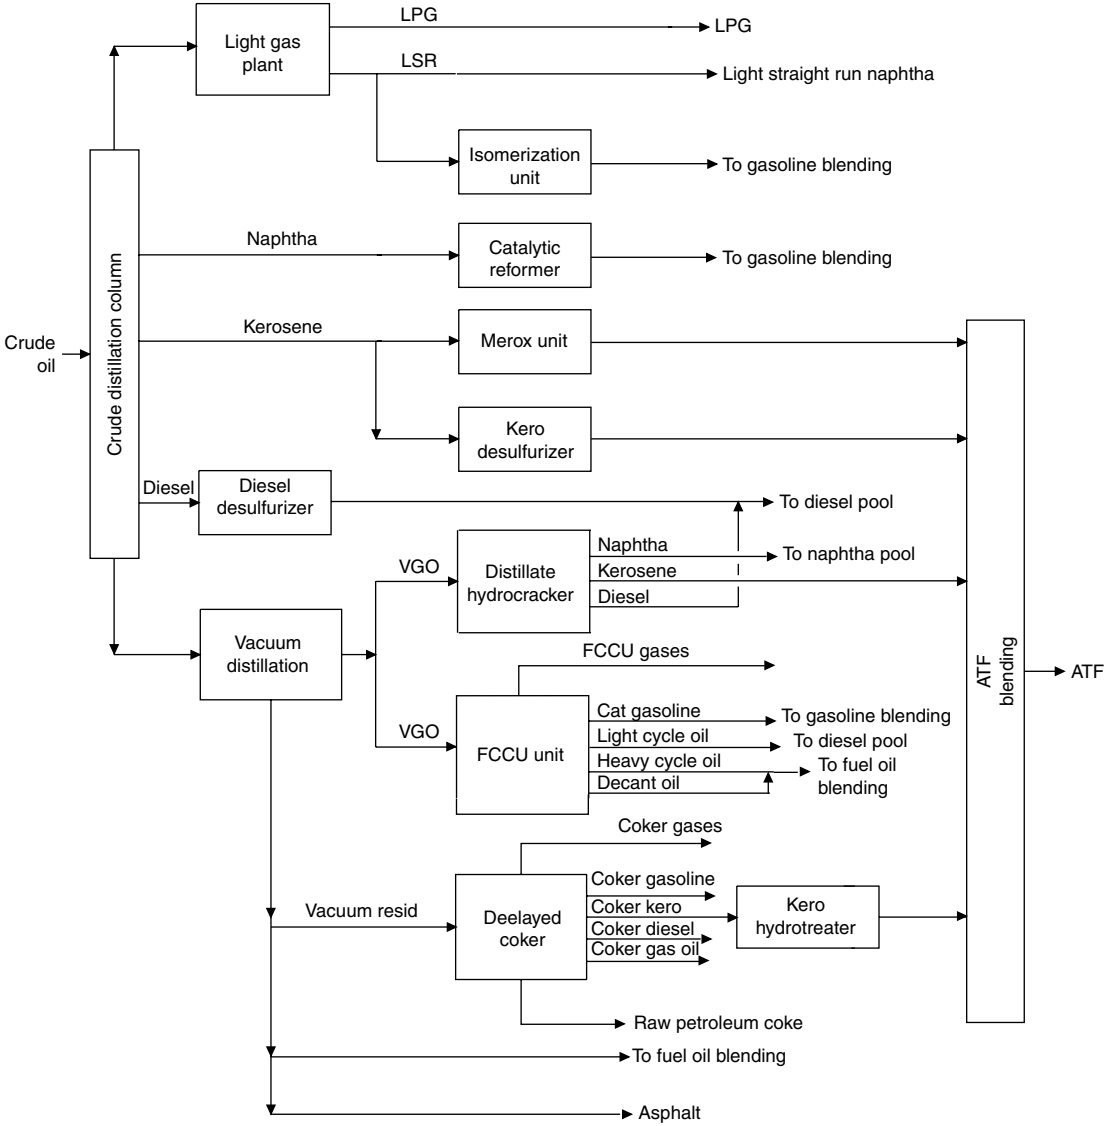 LPG
LPG
Light gas
plant
LSR
Light straight run naphtha
Isomerization
unit
To gasoline blending
Naphtha
Catalytic
reformer
To gasoline blending
Crude distillation column
Kerosene
Merox unit
Crude
oil
Kero
desulfurizer
Diesel
Diesel
desulfurizer
To diesel pool
Naphtha
To naphtha pool
VGO
Distillate
hydrocracker
Kerosene
Diesel
Vacuum
distillation
FCCU gases
ATF
blending
ATF
Cat gasoline
To gasoline blending
VGO
FCCU unit
Light cycle oil
To diesel pool
Heavy cycle oil
To fuel oil
blending
Decant oil
Coker gases
Coker gasoline
Vacuum resid
Deelayed
coker
Coker kero
Kero
hydrotreater
Coker diesel
Coker gas oil
Raw petroleum coke
To fuel oil blending
Asphalt